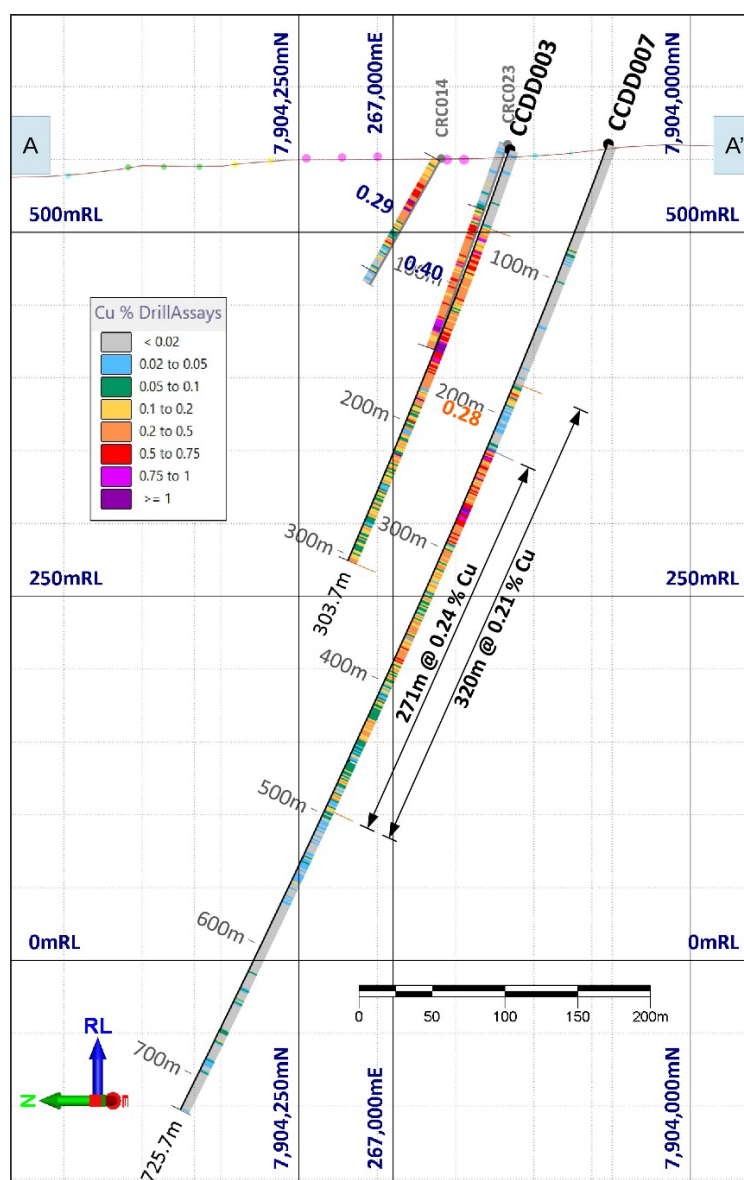 7,904,250mN
267,000mE
CRC014
CRC023
CCDD003
CCDD007
7,904,000mN
A
A'
0.29
500mRL
500mRL
0.40
100m
100m
Cu % DrillAssays
< 0.02
0.02 to 0.05
0.05 to 0.1
0.1 to 0.2
0.2 to 0.5
0.5 to 0.75
0.75 to 1
>= 1
200m
200m
0.28
300m
300m
303.7m
250mRL
250mRL
271m @ 0.24 % Cu
320m @ 0.21 % Cu
400m
500m
600m
0mRL
0mRL
0 50 100 150 200m
RL
N
E
700m
725.7m
7,904,250mN
267,000mE
7,904,000mN